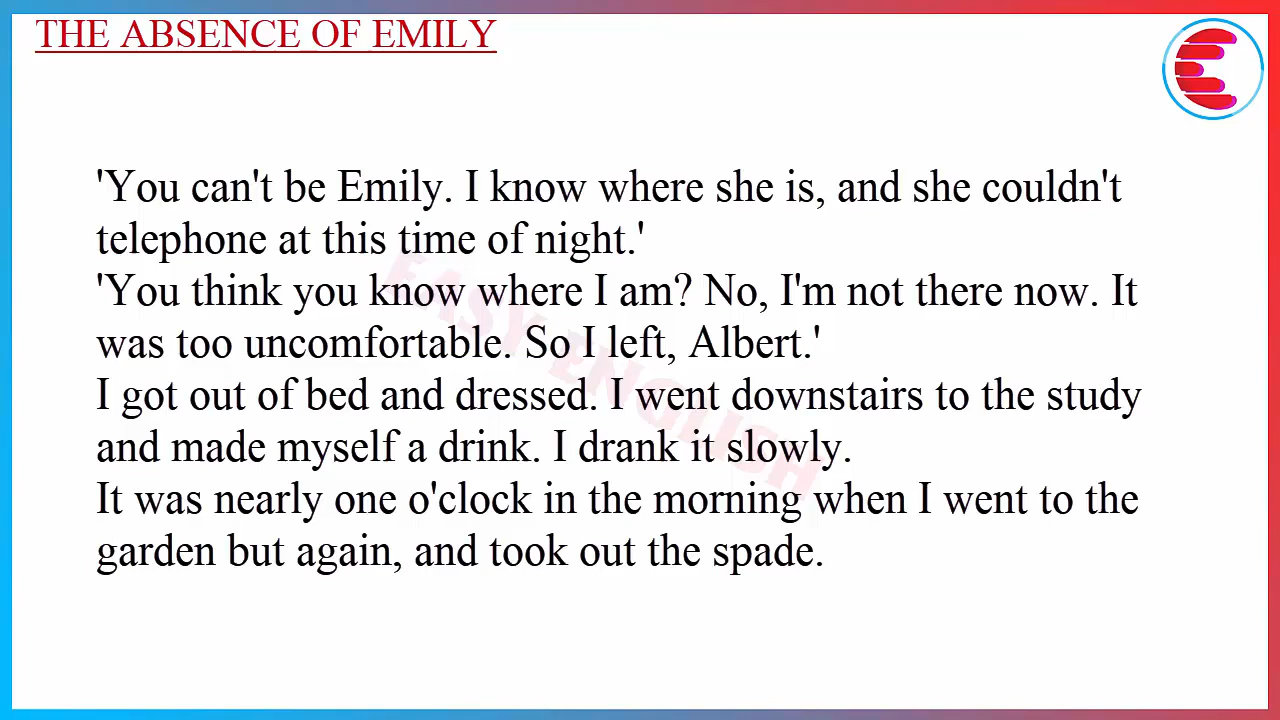 THE ABSENCE OF EMILY
'You can't be Emily. I know where she is, and she couldn't
telephone at this time of night.'
'You think you know where I am? No, I'm not there now. It
was too uncomfortable. So I left, Albert.'
I got out of bed and dressed. I went downstairs to the study
and made myself a drink. I drank it slowly.
It was nearly one o'clock in the morning when I went to the
garden but again, and took out the spade.
EASY ENGLISH